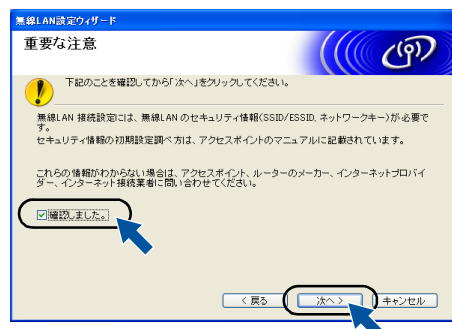 無線LAN設定ウィザード
重要な注意
下記のことを確認してから「次へ」をクリックしてください。
無線LAN 接続設定には、無線LAN のセキュリティ情報(SSID/ESSID, ネットワークキー)が必要で
す。
セキュリティ情報の初期設定調べ方は、アクセスポイントのマニュアルに記載されています。
これらの情報がわからない場合は、アクセスポイント、ルーターのメーカー、インターネットプロバイ
ダー、インターネット接続業者に問い合わせてください。
確認しました。
< 戻る 次へ > キャンセル